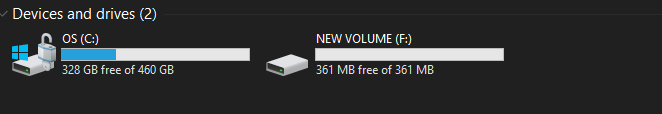 Devices and drives (2)
OS (C:)
328 GB free of 460 GB
NEW VOLUME (F:)
361 MB free of 361 MB